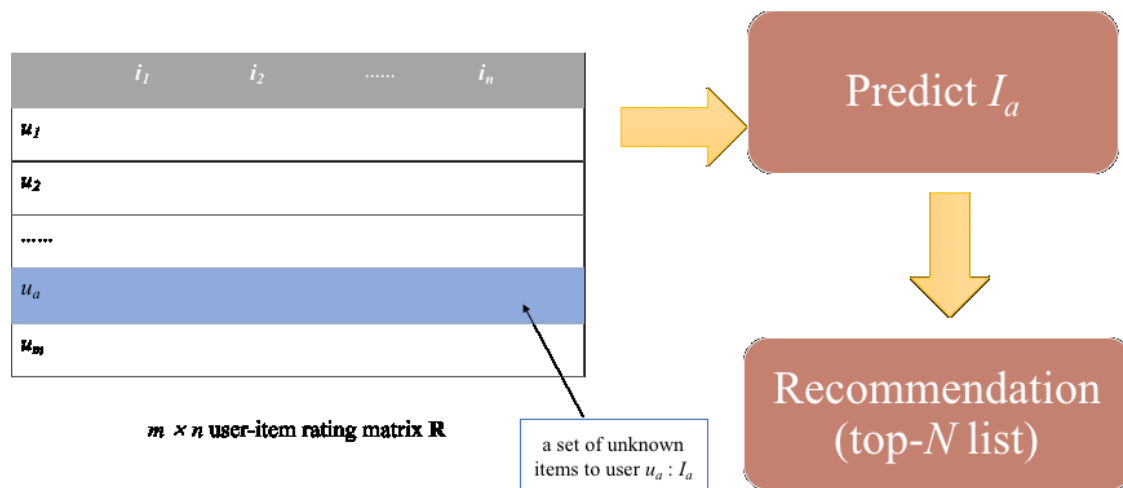 i₁ i₂ ...... iₙ
u₁
u₂
......
uₐ
uₘ
m × n user-item rating matrix R
a set of unknown
items to user uₐ : Iₐ
Predict Iₐ
Recommendation
(top-N list)